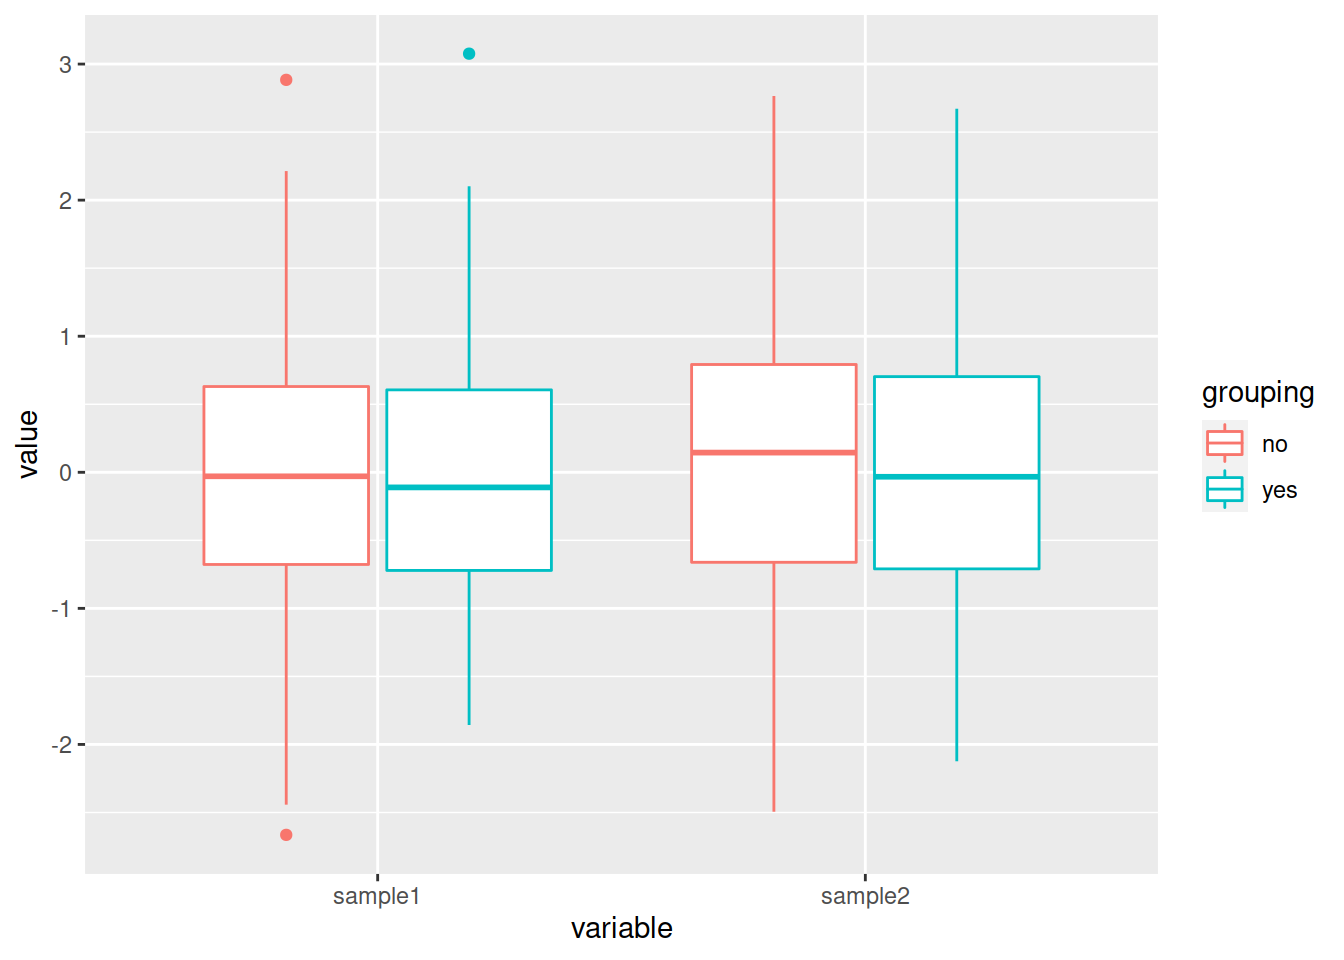 3
2
1
0
-1
-2
value
sample1
sample2
variable
grouping
no
yes